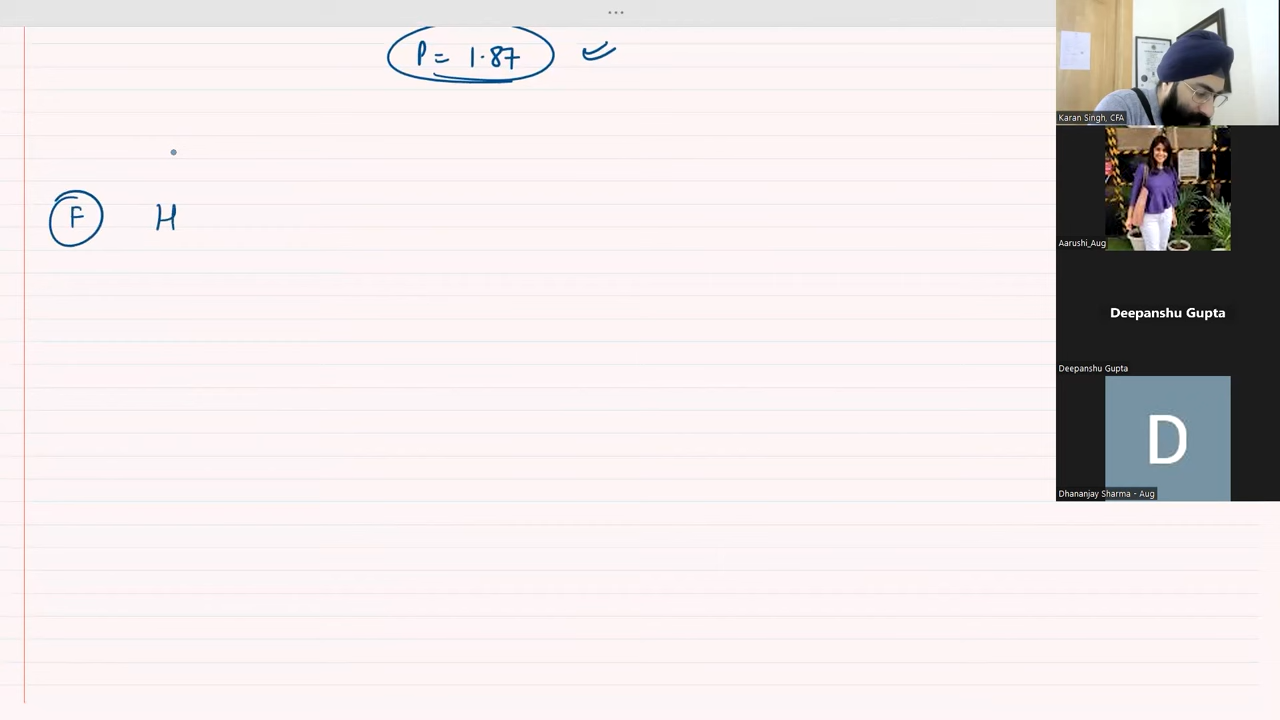 P = 1.87
F H
Karan Singh, CFA
Aarushi_Aug
Deepanshu Gupta
Deepanshu Gupta
D
Dhananjay Sharma - Aug